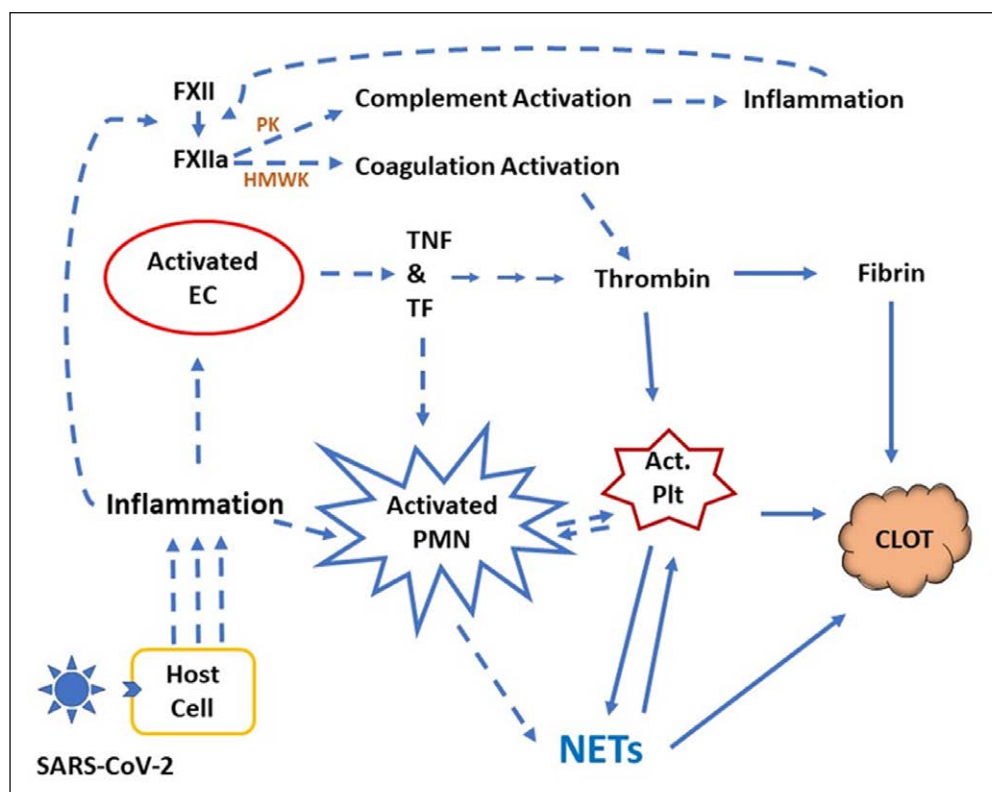 FXII
Complement Activation
Inflammation
PK
FXIIa
HMWK
Coagulation Activation
Activated
EC
TNF
&
TF
Thrombin
Fibrin
Inflammation
Activated
PMN
Act.
Plt
CLOT
Host
Cell
SARS-CoV-2
NETs